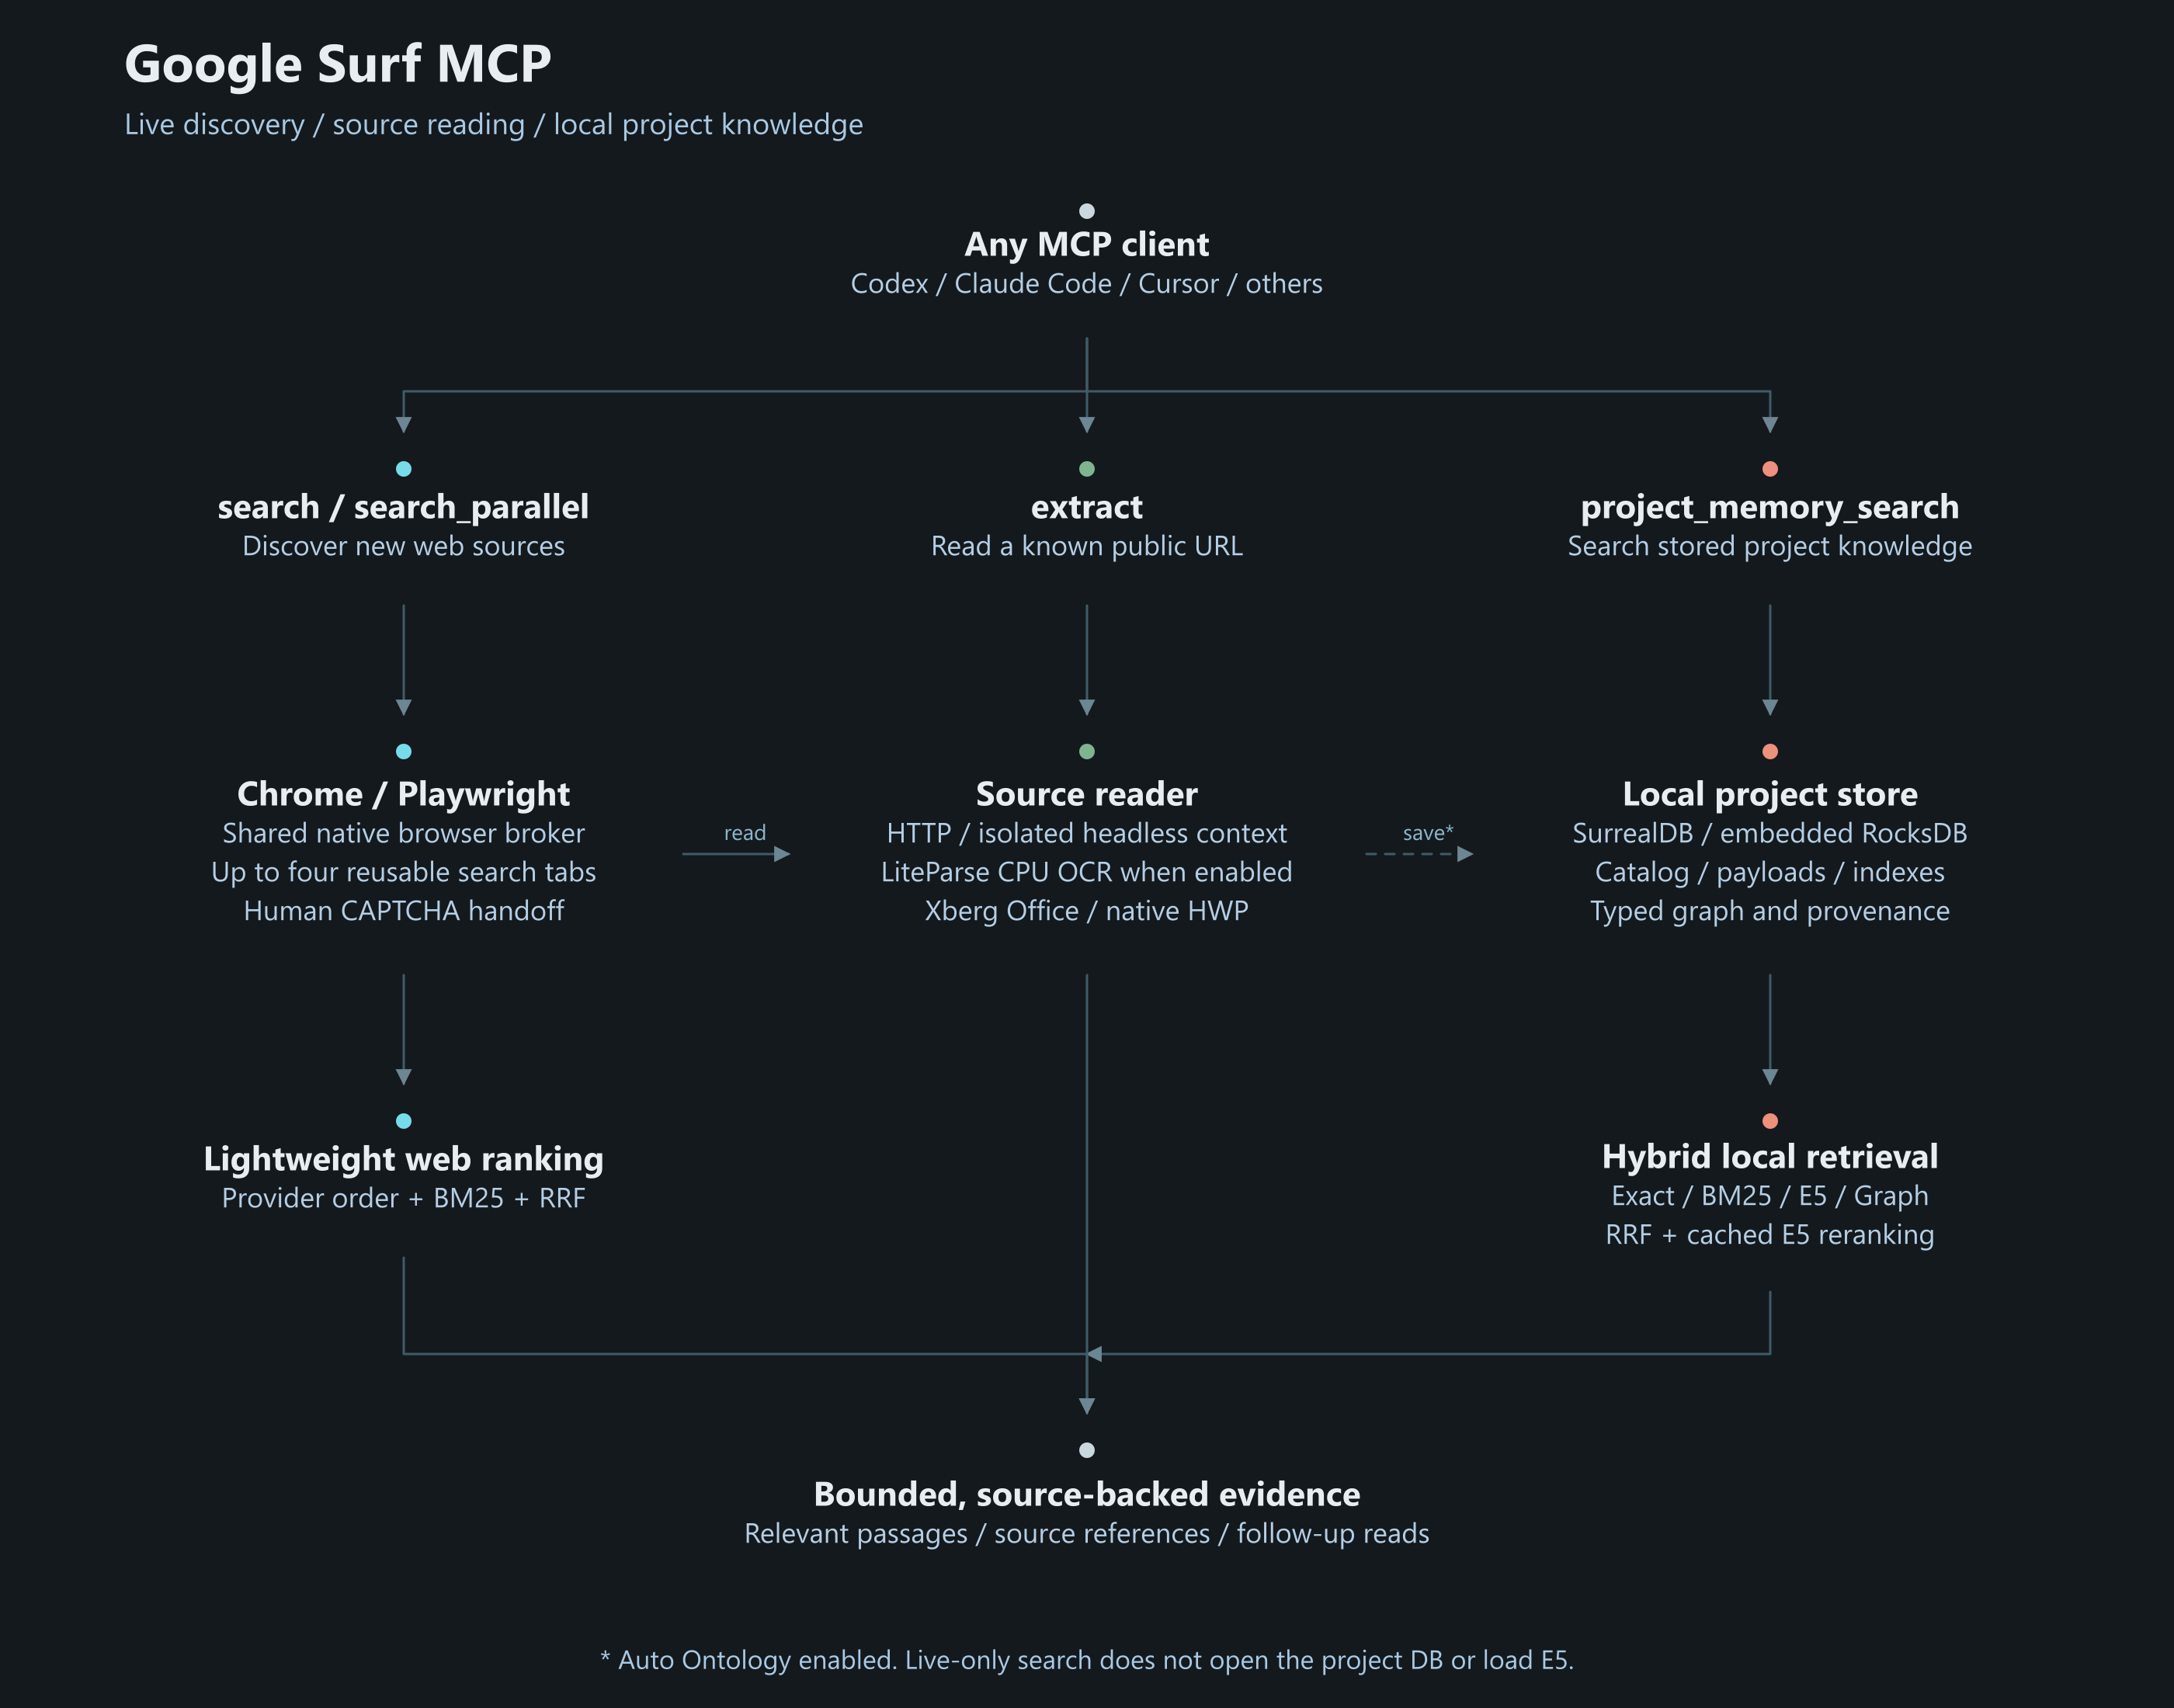 Google Surf MCP
Live discovery / source reading / local project knowledge
Any MCP client
Codex / Claude Code / Cursor / others
search / search_parallel
Discover new web sources
extract
Read a known public URL
project_memory_search
Search stored project knowledge
Chrome / Playwright
Shared native browser broker
Up to four reusable search tabs
Human CAPTCHA handoff
read
Source reader
HTTP / isolated headless context
LiteParse CPU OCR when enabled
Xberg Office / native HWP
save*
Local project store
SurrealDB / embedded RocksDB
Catalog / payloads / indexes
Typed graph and provenance
Lightweight web ranking
Provider order + BM25 + RRF
Hybrid local retrieval
Exact / BM25 / E5 / Graph
RRF + cached E5 reranking
Bounded, source-backed evidence
Relevant passages / source references / follow-up reads
* Auto Ontology enabled. Live-only search does not open the project DB or load E5.